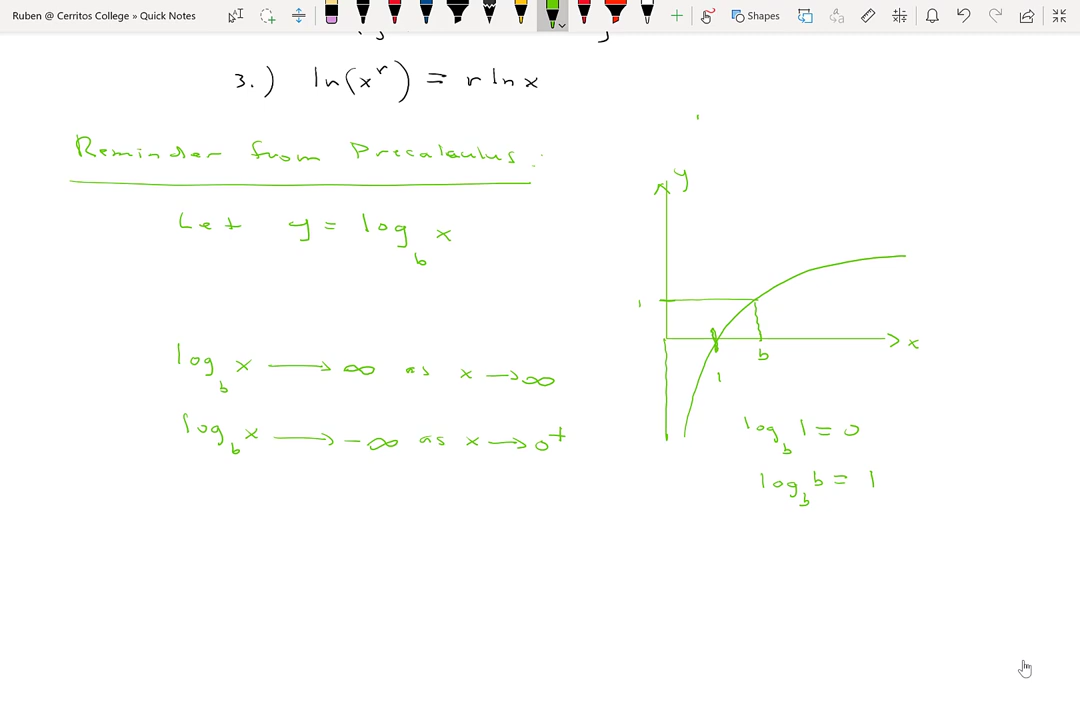 Ruben @ Cerritos College » Quick Notes
Shapes
3.) ln(x^r) = r ln x
Reminder from Precalculus:
Let y = log_b x
log_b x ⟶ ∞ as x → ∞
log_b x ⟶ -∞ as x → 0^+
y
1
b
x
1
log_b 1 = 0
log_b b = 1